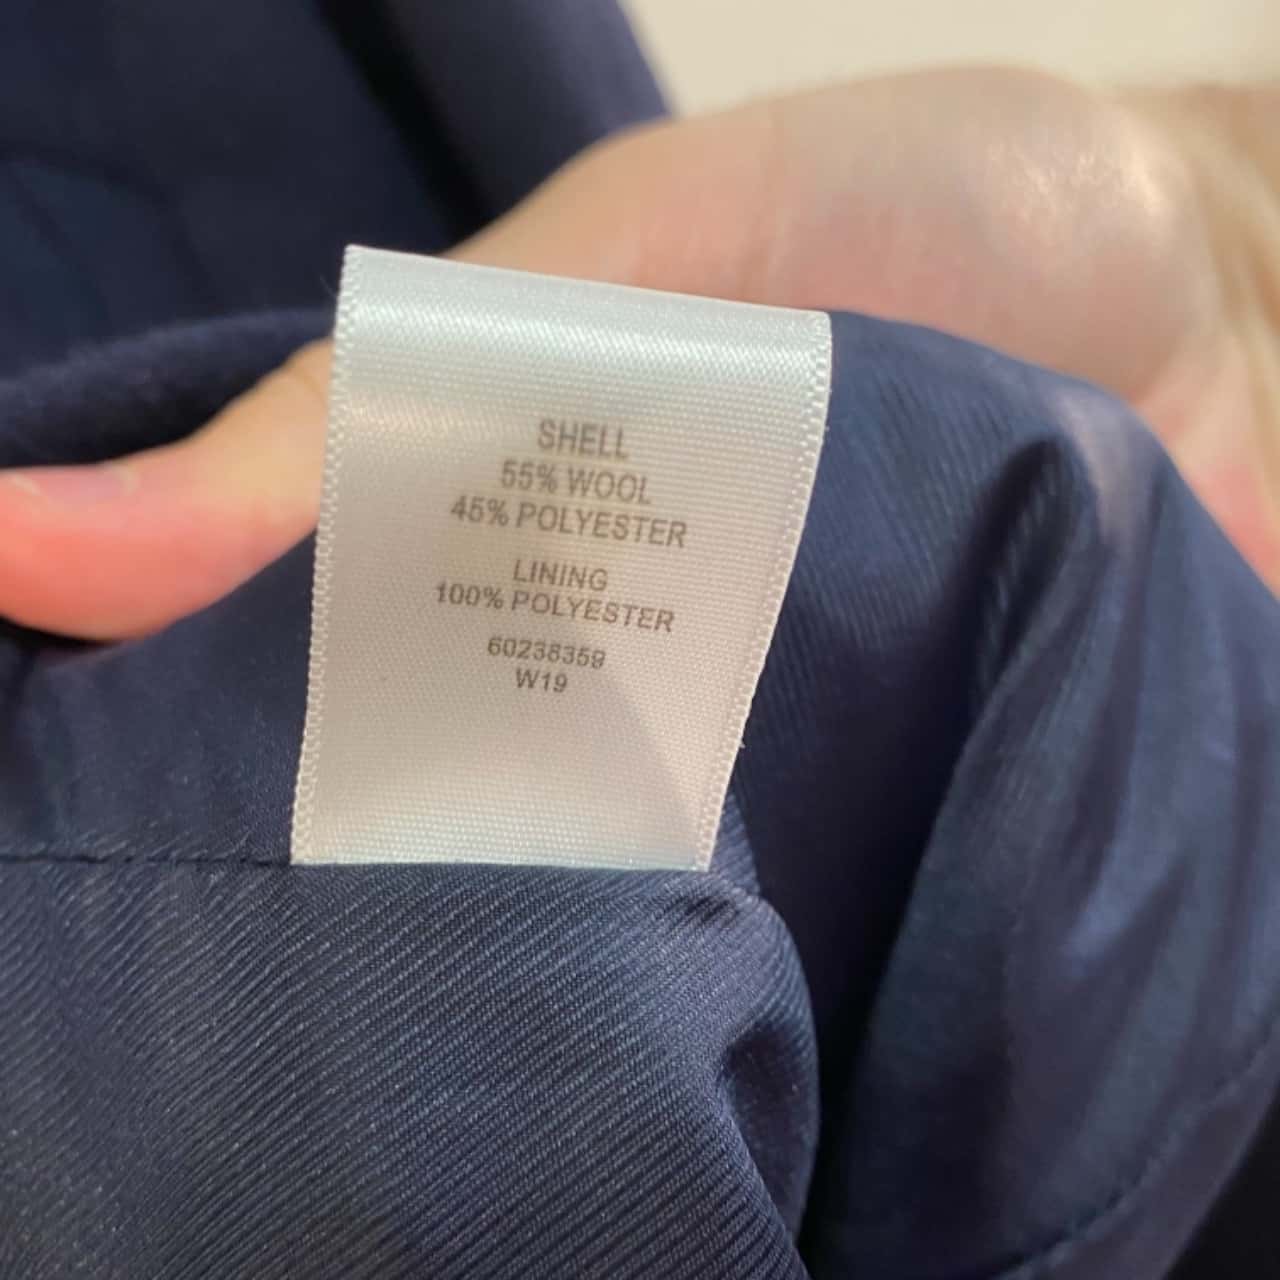 SHELL
55% WOOL
45% POLYESTER
LINING
100% POLYESTER
60238359
W19